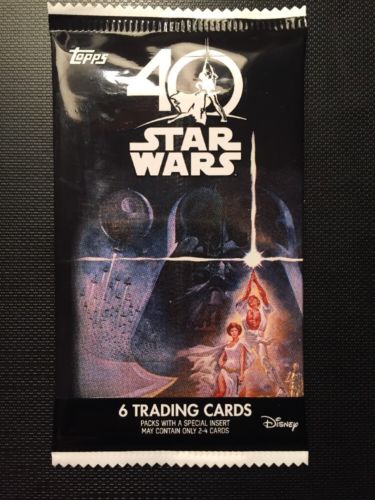 Topps
40
STAR
WARS
6 TRADING CARDS
PACKS WITH A SPECIAL INSERT
MAY CONTAIN ONLY 2-4 CARDS
Disney